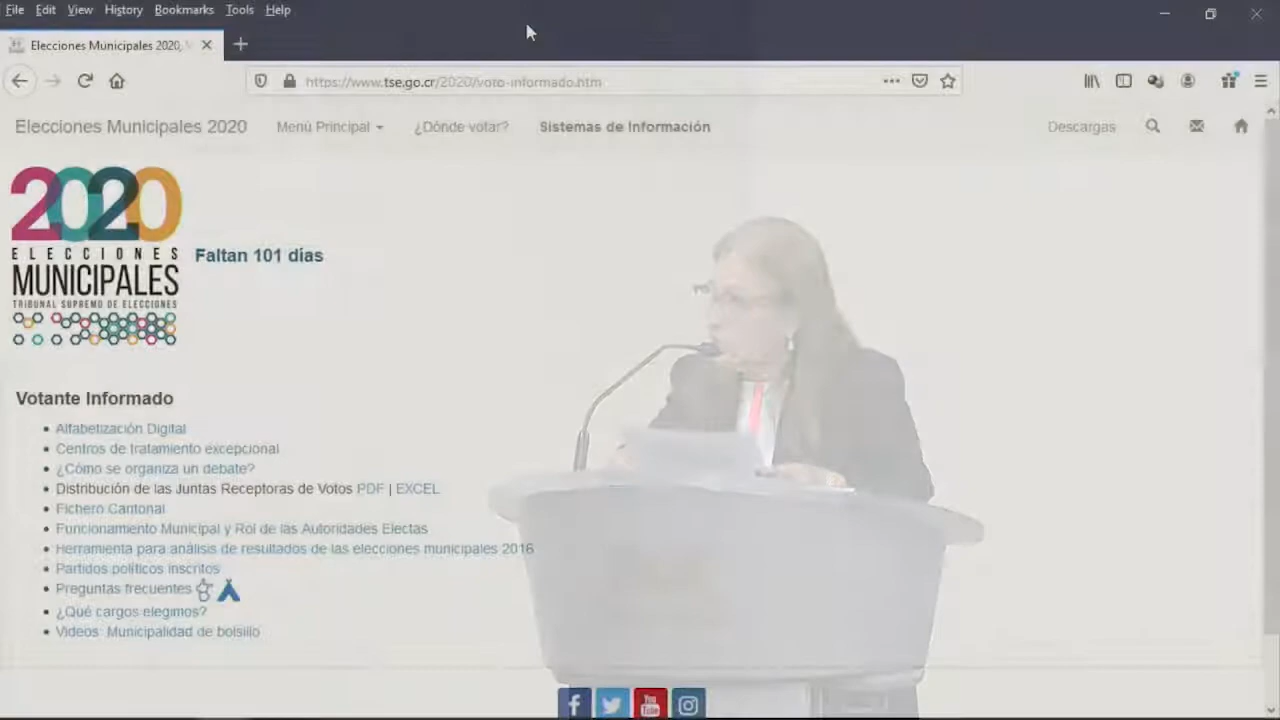 File Edit View History Bookmarks Tools Help
Elecciones Municipales 2020,
https://www.tse.go.cr/2020/voto-informado.htm
Elecciones Municipales 2020 Menú Principal ¿Dónde votar? Sistemas de Información Descargas
2020
ELECCIONES
MUNICIPALES
TRIBUNAL SUPREMO DE ELECCIONES
Faltan 101 días
Votante Informado
Alfabetización Digital
Centros de tratamiento excepcional
¿Cómo se organiza un debate?
Distribución de las Juntas Receptoras de Votos PDF | EXCEL
Fichero Cantonal
Funcionamiento Municipal y Rol de las Autoridades Electas
Herramienta para análisis de resultados de las elecciones municipales 2016
Partidos políticos inscritos
Preguntas frecuentes
¿Qué cargos elegimos?
Videos: Municipalidad de bolsillo
You
Tube